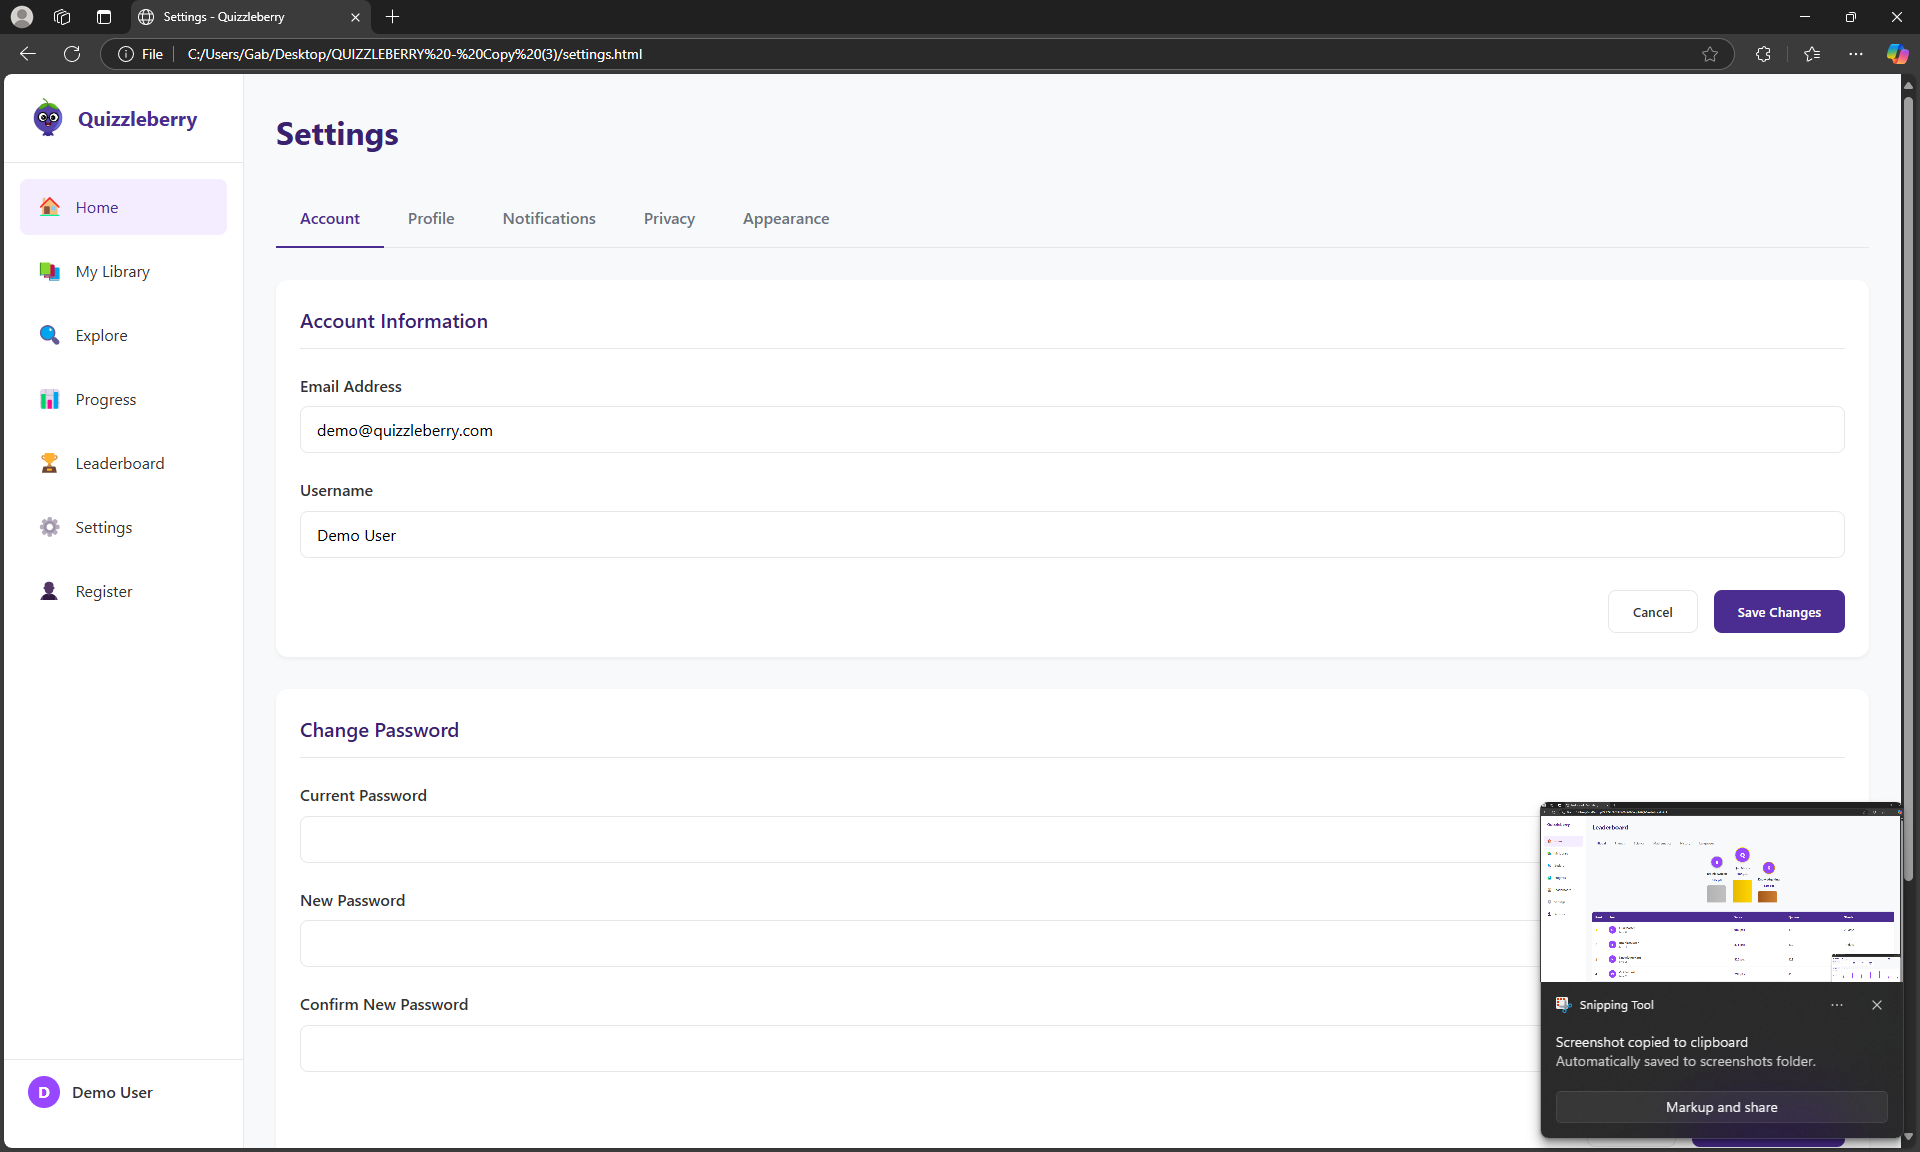 Settings - Quizzleberry
File
C:/Users/Gab/Desktop/QUIZZLEBERRY%20-%20Copy%20(3)/settings.html
Quizzleberry
Home
My Library
Explore
Progress
Leaderboard
Settings
Register
D
Demo User
Settings
Account
Profile
Notifications
Privacy
Appearance
Account Information
Email Address
demo@quizzleberry.com
Username
Demo User
Cancel
Save Changes
Change Password
Current Password
New Password
Confirm New Password
Leaderboard
Snipping Tool
Screenshot copied to clipboard
Automatically saved to screenshots folder.
Markup and share